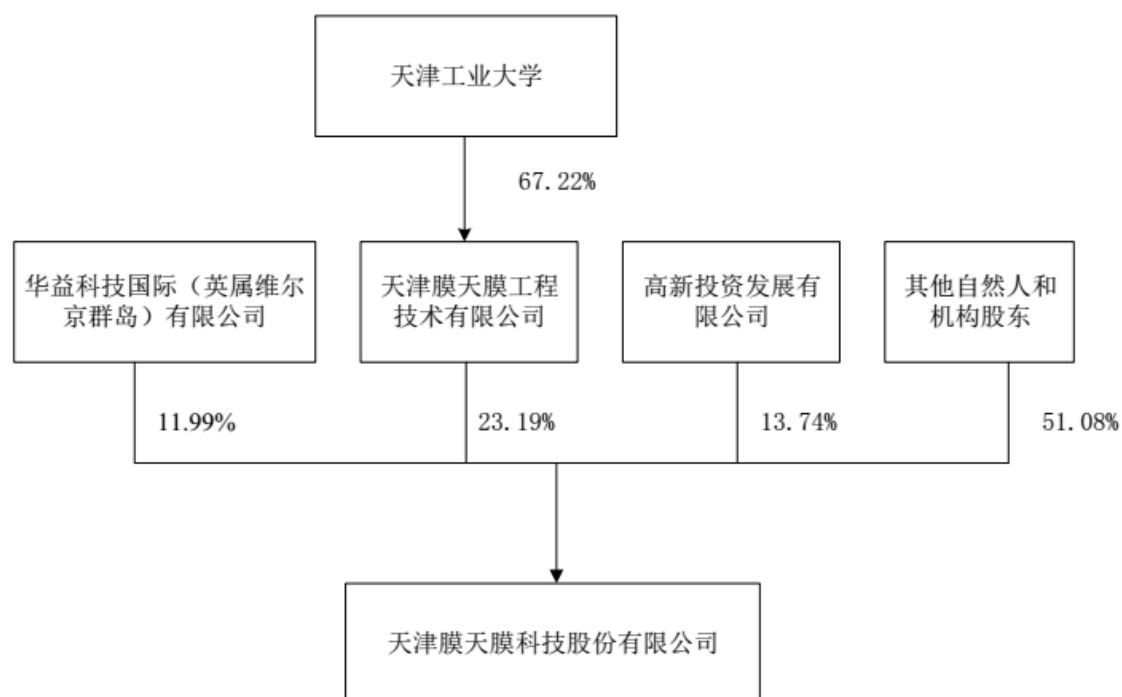 天津工业大学
67.22%
华益科技国际（英属维尔
京群岛）有限公司
天津膜天膜工程
技术有限公司
高新投资发展有
限公司
其他自然人和
机构股东
11.99%
23.19%
13.74%
51.08%
天津膜天膜科技股份有限公司